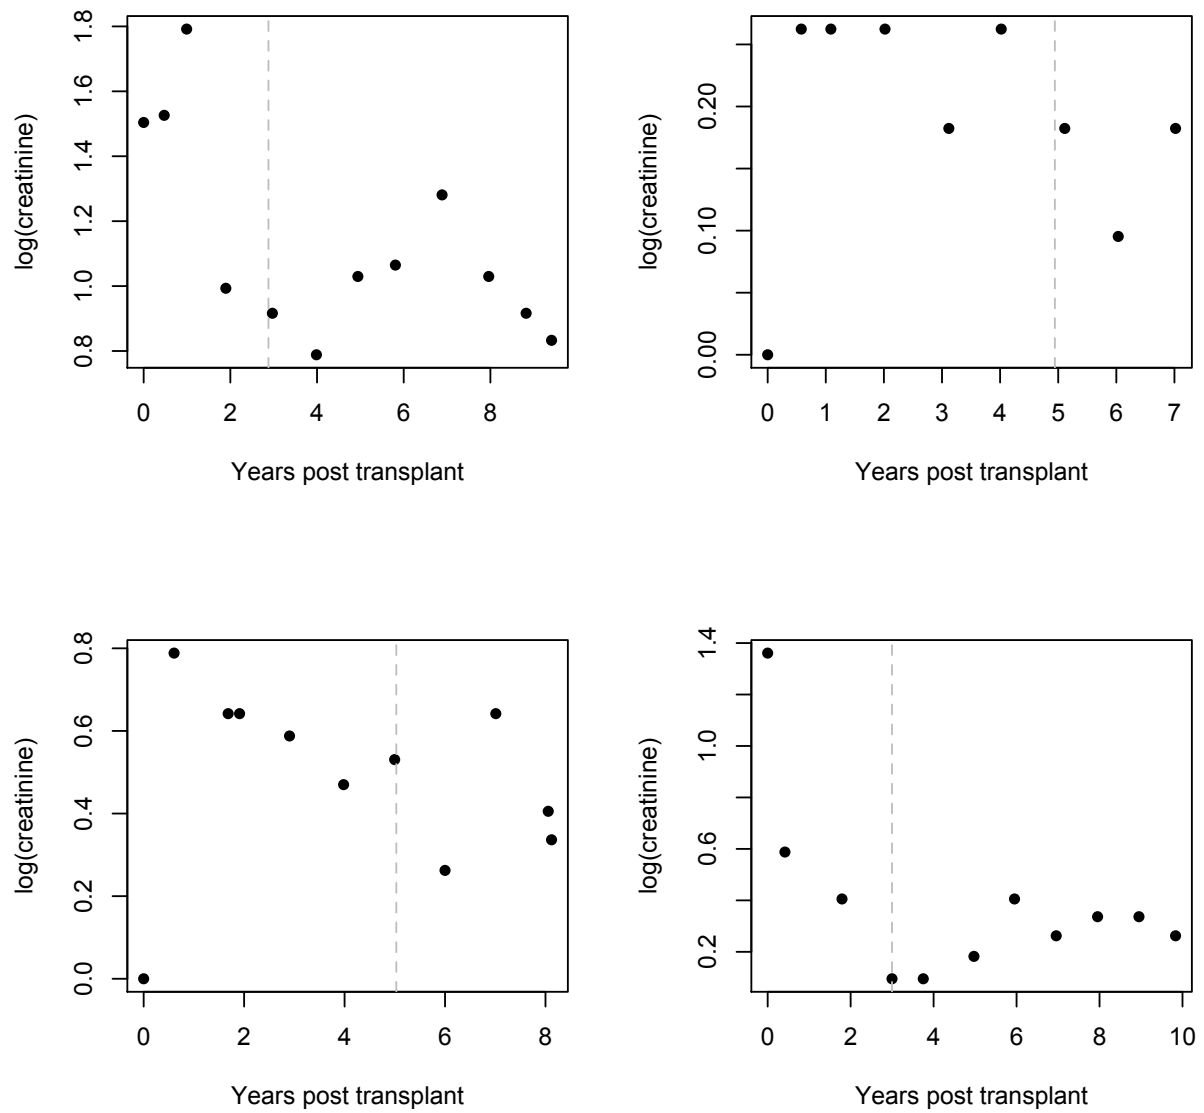 log(creatinine)
1.8
1.6
1.4
1.2
1.0
0.8
0 2 4 6 8
Years post transplant
log(creatinine)
0.20
0.10
0.00
0 1 2 3 4 5 6 7
Years post transplant
log(creatinine)
0.8
0.6
0.4
0.2
0.0
0 2 4 6 8
Years post transplant
log(creatinine)
1.4
1.0
0.6
0.2
0 2 4 6 8 10
Years post transplant